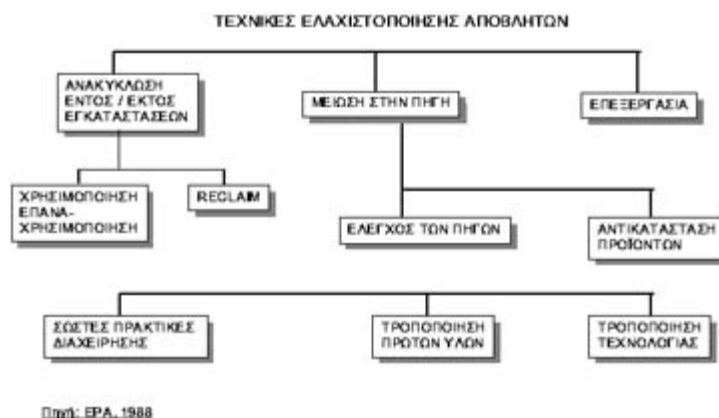 ΤΕΧΝΙΚΕΣ ΕΛΑΧΙΣΤΟΠΟΙΗΣΗΣ ΑΠΟΒΛΗΤΩΝ
ΑΝΑΚΥΚΛΩΣΗ
ΕΝΤΟΣ / ΕΚΤΟΣ
ΕΓΚΑΤΑΣΤΑΣΕΩΝ
ΜΕΙΩΣΗ ΣΤΗΝ ΠΗΓΗ
ΕΠΕΞΕΡΓΑΣΙΑ
ΧΡΗΣΙΜΟΠΟΙΗΣΗ
ΕΠΑΝΑ-
ΧΡΗΣΙΜΟΠΟΙΗΣΗ
RECLAIM
ΕΛΕΓΧΟΣ ΤΩΝ ΠΗΓΩΝ
ΑΝΤΙΚΑΤΑΣΤΑΣΗ
ΠΡΟΪΟΝΤΩΝ
ΣΩΣΤΕΣ ΠΡΑΚΤΙΚΕΣ
ΔΙΑΧΕΙΡΗΣΗΣ
ΤΡΟΠΟΠΟΙΗΣΗ
ΠΡΩΤΩΝ ΥΛΩΝ
ΤΡΟΠΟΠΟΙΗΣΗ
ΤΕΧΝΟΛΟΓΙΑΣ
Πηγή: EPA, 1988